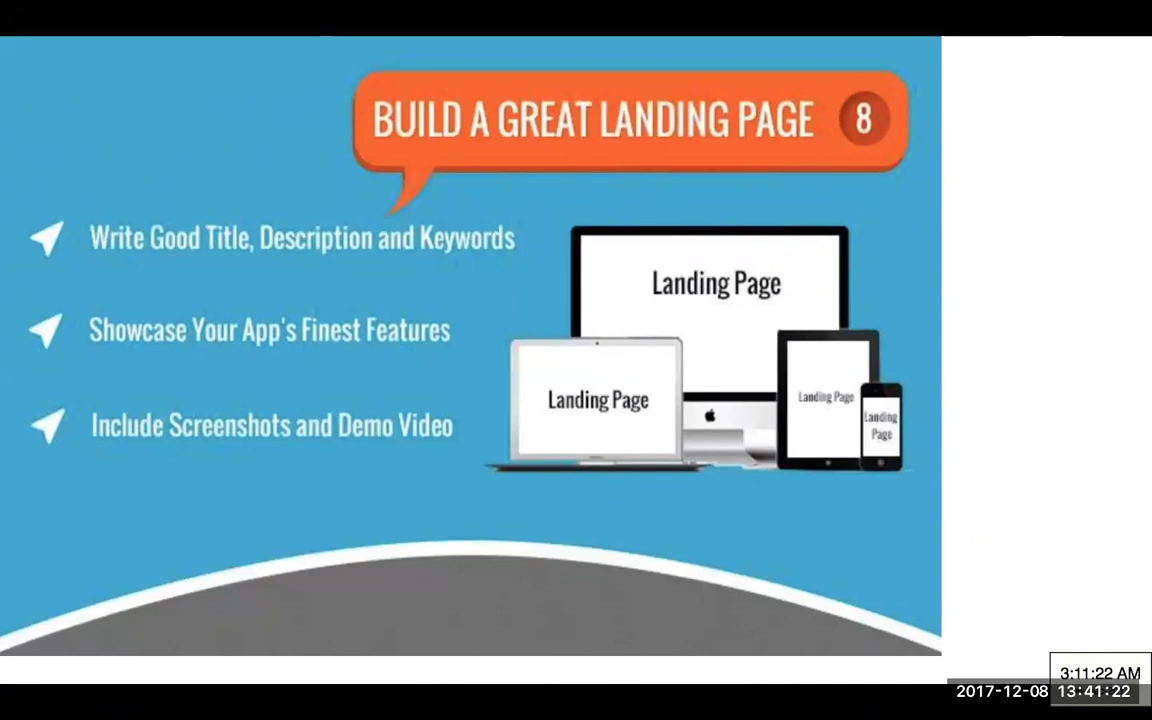 BUILD A GREAT LANDING PAGE 8
Write Good Title, Description and Keywords
Showcase Your App's Finest Features
Include Screenshots and Demo Video
Landing Page
Landing Page
Landing Page
Landing
Page
3:11:22 AM
2017-12-08 13:41:22